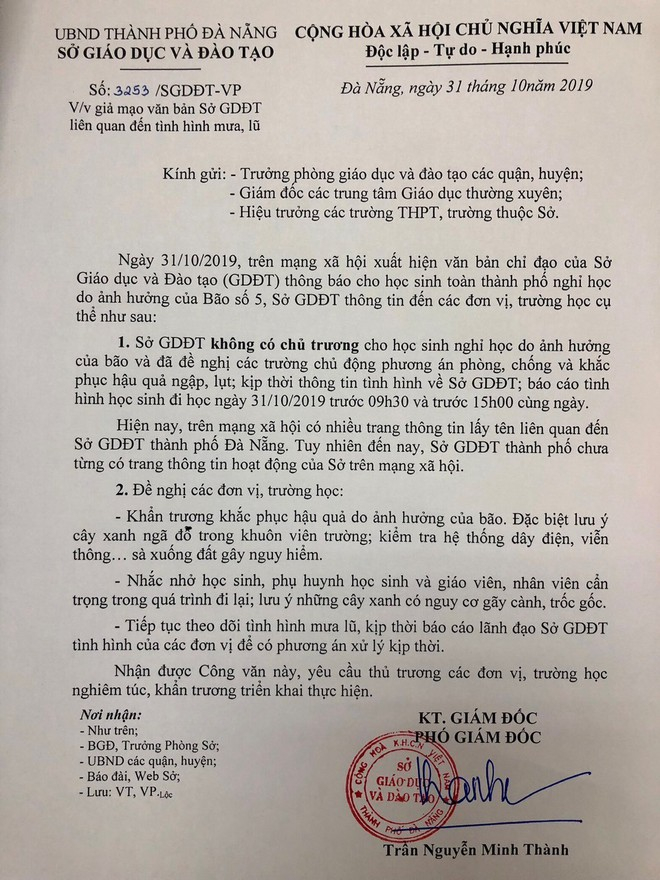 UBND THÀNH PHỐ ĐÀ NẴNG
SỞ GIÁO DỤC VÀ ĐÀO TẠO
CỘNG HÒA XÃ HỘI CHỦ NGHĨA VIỆT NAM
Độc lập - Tự do - Hạnh phúc
Số: 3253 /SGDĐT-VP
V/v giả mạo văn bản Sở GDĐT
liên quan đến tình hình mưa, lũ
Đà Nẵng, ngày 31 tháng 10 năm 2019
Kính gửi: - Trưởng phòng giáo dục và đào tạo các quận, huyện;
- Giám đốc các trung tâm Giáo dục thường xuyên;
- Hiệu trưởng các trường THPT, trường thuộc Sở.
Ngày 31/10/2019, trên mạng xã hội xuất hiện văn bản chỉ đạo của Sở
Giáo dục và Đào tạo (GDĐT) thông báo cho học sinh toàn thành phố nghỉ học
do ảnh hưởng của Bão số 5, Sở GDĐT thông tin đến các đơn vị, trường học cụ
thể như sau:
1. Sở GDĐT không có chủ trương cho học sinh nghỉ học do ảnh hưởng
của bão và đã đề nghị các trường chủ động phương án phòng, chống và khắc
phục hậu quả ngập, lụt; kịp thời thông tin tình hình về Sở GDĐT; báo cáo tình
hình học sinh đi học ngày 31/10/2019 trước 09h30 và trước 15h00 cùng ngày.
Hiện nay, trên mạng xã hội có nhiều trang thông tin lấy tên liên quan đến
Sở GDĐT thành phố Đà Nẵng. Tuy nhiên đến nay, Sở GDĐT thành phố chưa
từng có trang thông tin hoạt động của Sở trên mạng xã hội.
2. Đề nghị các đơn vị, trường học:
- Khẩn trương khắc phục hậu quả do ảnh hưởng của bão. Đặc biệt lưu ý
cây xanh ngã đổ trong khuôn viên trường; kiểm tra hệ thống dây điện, viễn
thông… sà xuống đất gây nguy hiểm.
- Nhắc nhở học sinh, phụ huynh học sinh và giáo viên, nhân viên cẩn
trọng trong quá trình đi lại; lưu ý những cây xanh có nguy cơ gãy cành, trốc gốc.
- Tiếp tục theo dõi tình hình mưa lũ, kịp thời báo cáo lãnh đạo Sở GDĐT
tình hình của các đơn vị để có phương án xử lý kịp thời.
Nhận được Công văn này, yêu cầu thủ trương các đơn vị, trường học
nghiêm túc, khẩn trương triển khai thực hiện.
Nơi nhận:
- Như trên;
- BGĐ, Trưởng Phòng Sở;
- UBND các quận, huyện;
- Báo đài, Web Sở;
- Lưu: VT, VP.Lộc
KT. GIÁM ĐỐC
PHÓ GIÁM ĐỐC
CỘNG HOÀ X.H.C.N VIỆT NAM
SỞ
GIÁO DỤC
VÀ ĐÀO TẠO
THÀNH PHỐ ĐÀ NẴNG
Thanh
Trần Nguyễn Minh Thành